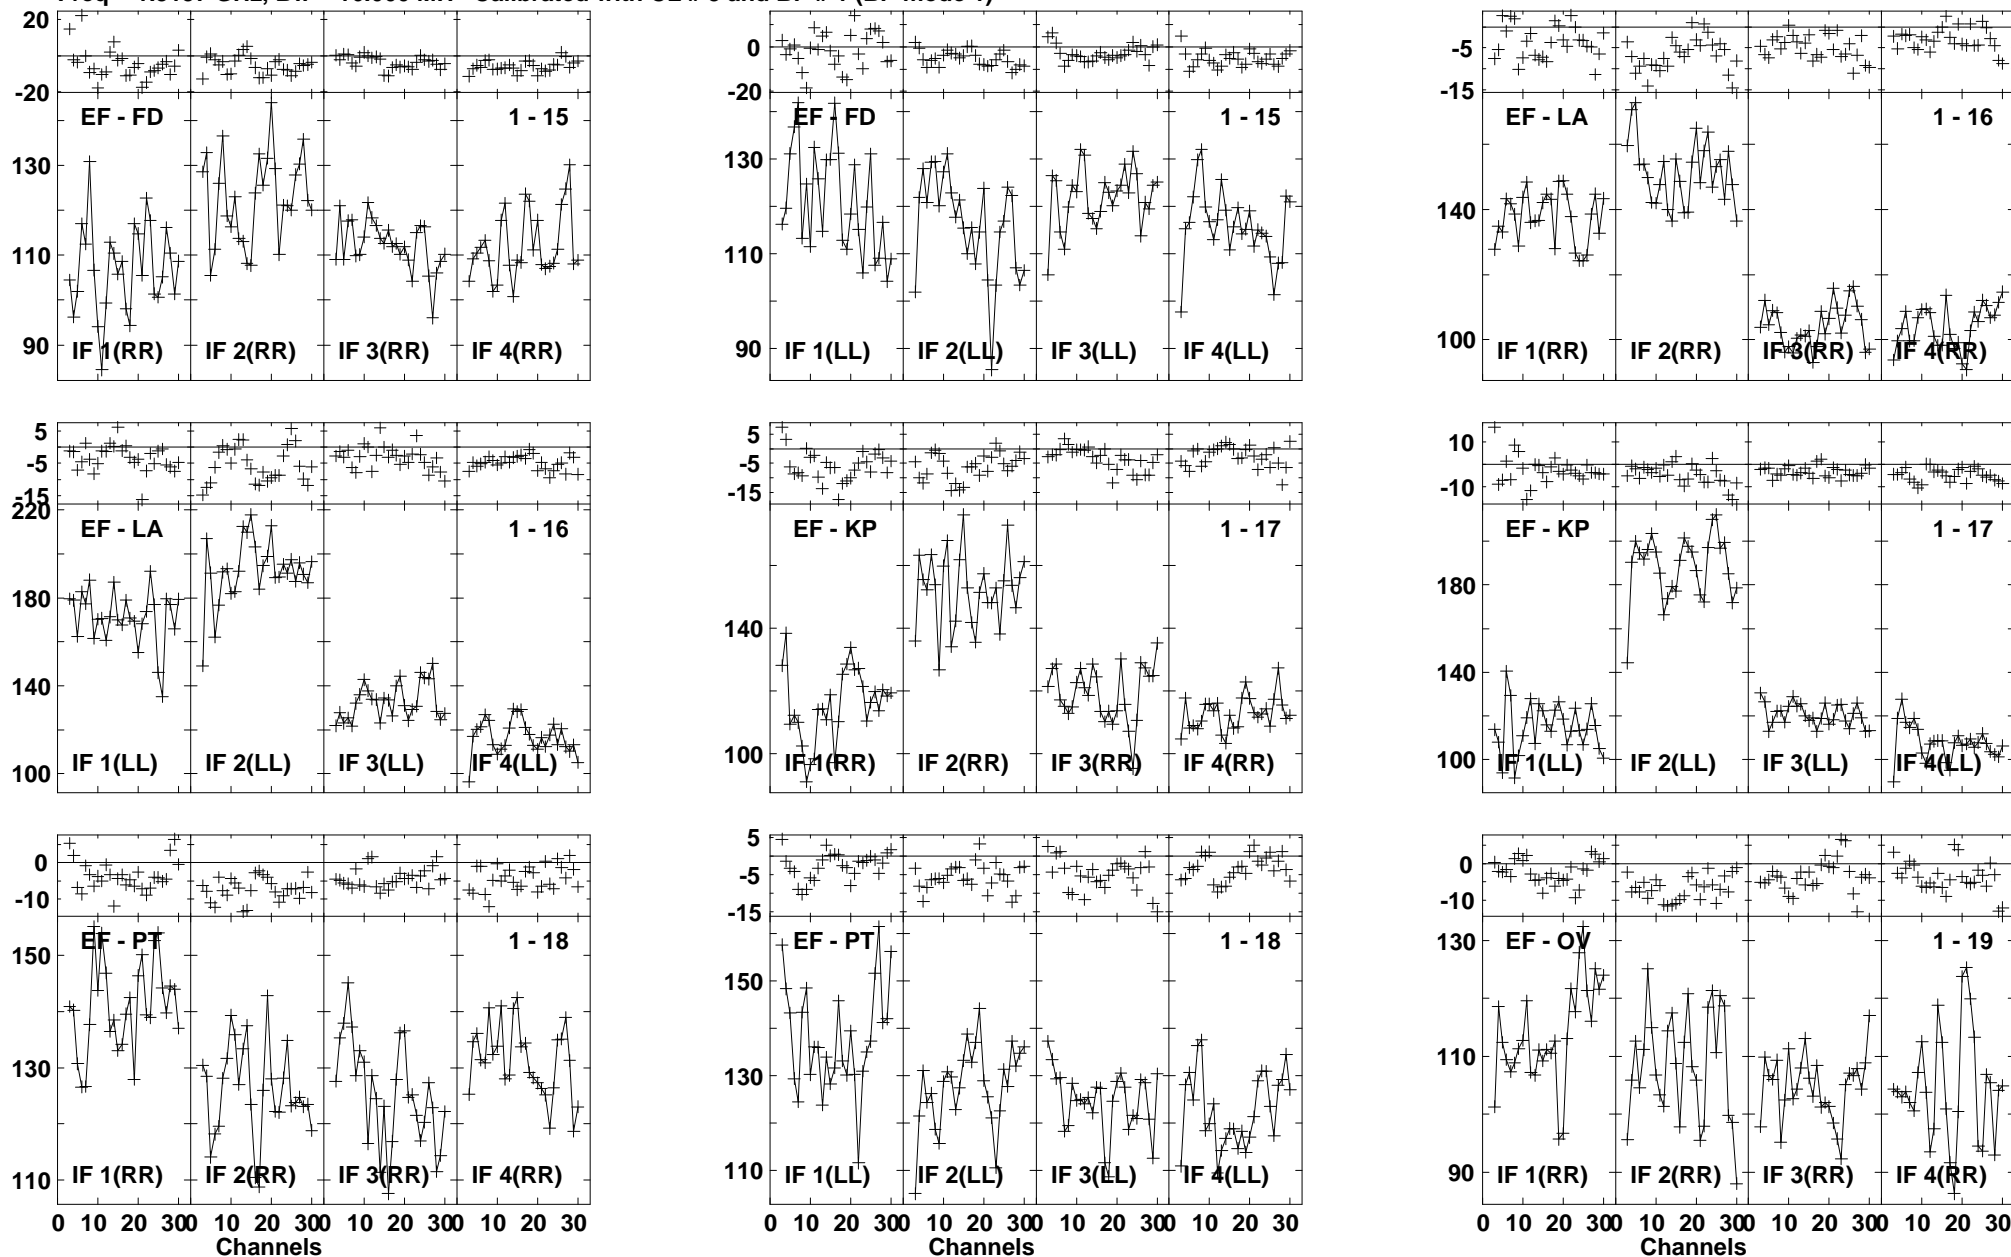 20 0 5
0 -5
-20 -20 -15
EF - FD 1 - 15 EF - FD 1 - 15 EF - LA 1 - 16
130 130
140
110 110
100
90 90
IF 1(RR) IF 2(RR) IF 3(RR) IF 4(RR) IF 1(LL) IF 2(LL) IF 3(LL) IF 4(LL) IF 1(RR) IF 2(RR) IF 3(RR) IF 4(RR)
5 5 10
-5 -5
-15 -15 -10
220
EF - LA 1 - 16 EF - KP 1 - 17 EF - KP 1 - 17
180 140 180
140 140
100 100 100
IF 1(LL) IF 2(LL) IF 3(LL) IF 4(LL) IF 1(RR) IF 2(RR) IF 3(RR) IF 4(RR) IF 1(LL) IF 2(LL) IF 3(LL) IF 4(LL)
0 5 0
-10 -5 -10
-15
EF - PT 1 - 18 EF - PT 1 - 18 EF - OV 1 - 19
150 150 130
130 130 110
110 110 90
IF 1(RR) IF 2(RR) IF 3(RR) IF 4(RR) IF 1(LL) IF 2(LL) IF 3(LL) IF 4(LL) IF 1(RR) IF 2(RR) IF 3(RR) IF 4(RR)
0 10 20 30 0 10 20 30 0 10 20 30 0 10 20 30 0 10 20 30 0 10 20 30 0 10 20 30 0 10 20 30 0 10 20 30 0 10 20 30 0 10 20 30 0 10 20 30
Channels Channels Channels